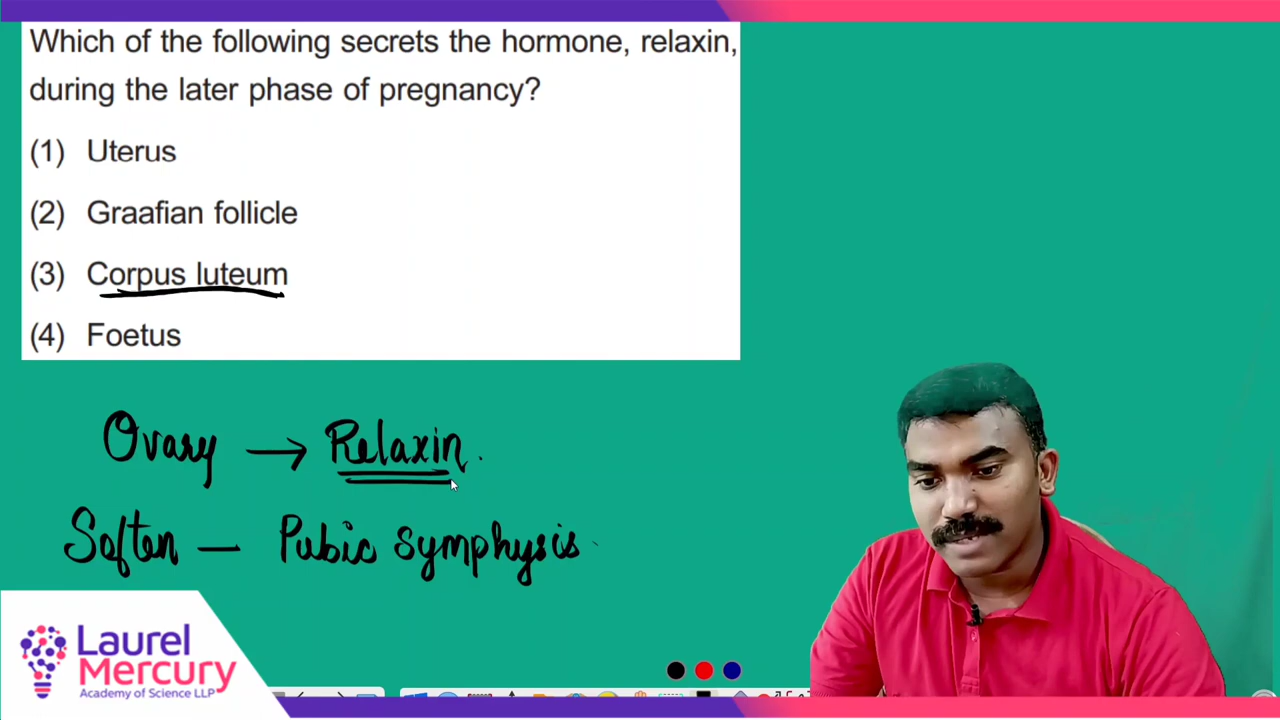 Which of the following secrets the hormone, relaxin,
during the later phase of pregnancy?
(1) Uterus
(2) Graafian follicle
(3) Corpus luteum
(4) Foetus
Ovary → Relaxin.
Soften — Pubic symphysis
Laurel
Mercury
Academy of Science LLP